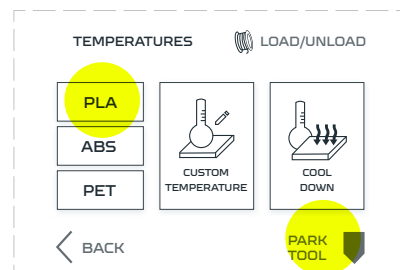 TEMPERATURES
LOAD/UNLOAD
PLA
ABS
PET
CUSTOM
TEMPERATURE
COOL
DOWN
BACK
PARK
TOOL